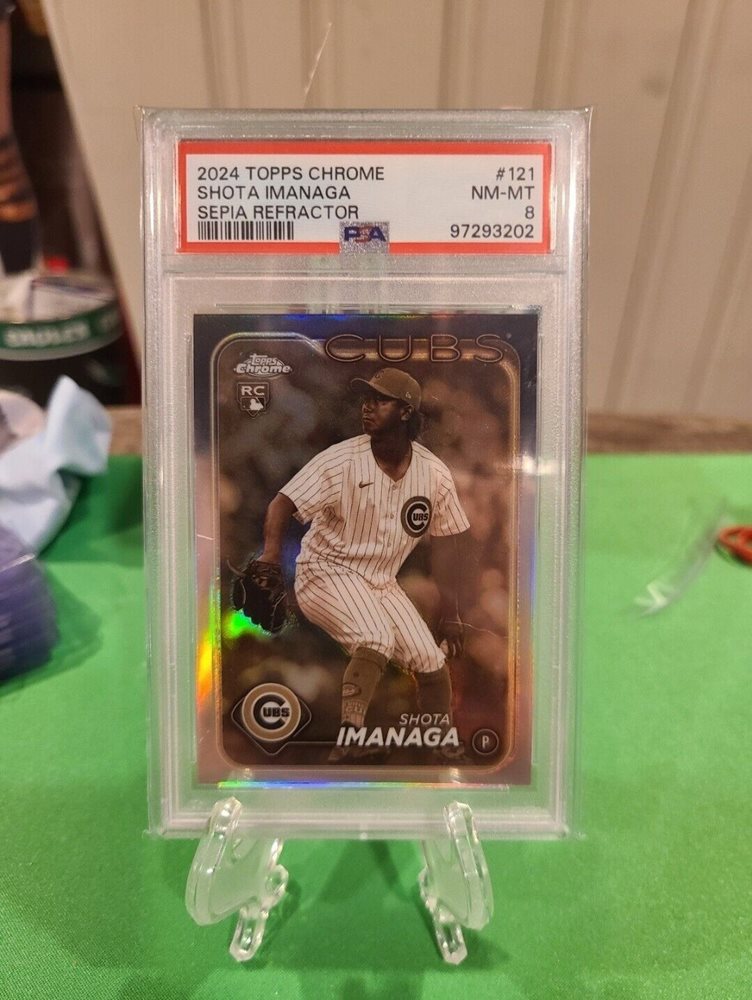 2024 TOPPS CHROME #121
SHOTA IMANAGA NM-MT
SEPIA REFRACTOR 8
PSA 97293202
CUBS
Topps
Chrome
RC
CUBS
CUBS
SHOTA
IMANAGA P